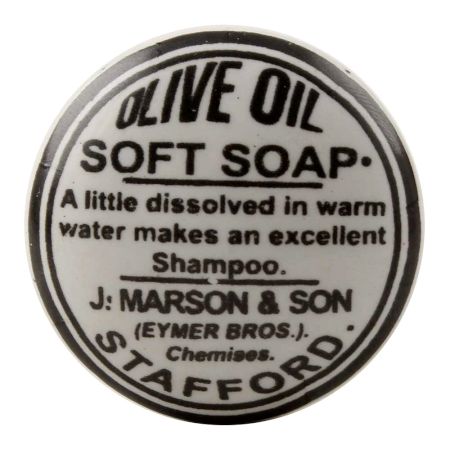 OLIVE OIL
SOFT SOAP.
A little dissolved in warm
water makes an excellent
Shampoo.
J: MARSON & SON
(EYMER BROS.).
Chemises.
STAFFORD.